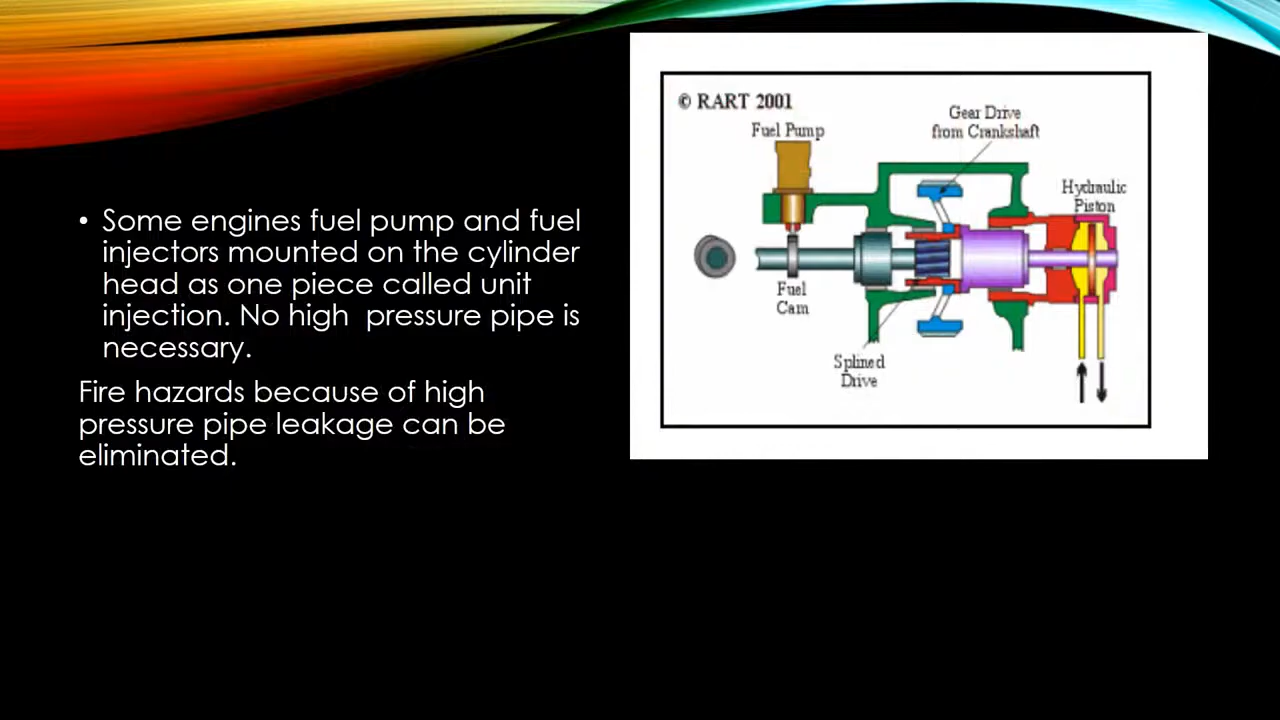 • Some engines fuel pump and fuel
injectors mounted on the cylinder
head as one piece called unit
injection. No high  pressure pipe is
necessary.
Fire hazards because of high
pressure pipe leakage can be
eliminated.
© RART 2001
Fuel Pump
Gear Drive
from Crankshaft
Hydraulic
Piston
Fuel
Cam
Splined
Drive